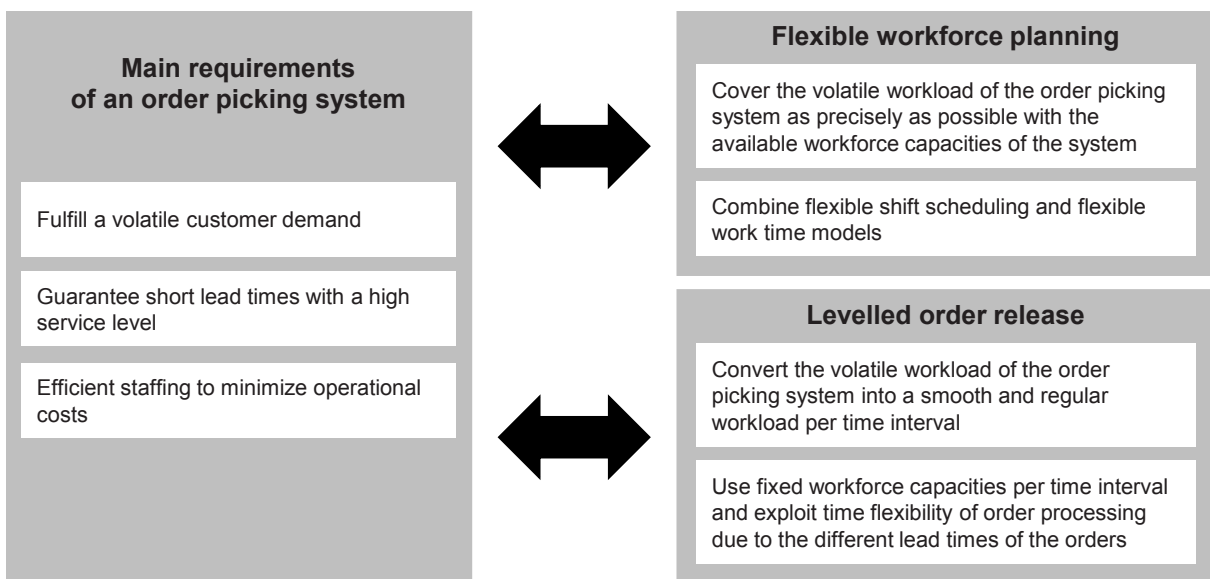 Main requirements
of an order picking system
Fulfill a volatile customer demand
Guarantee short lead times with a high
service level
Efficient staffing to minimize operational
costs
Flexible workforce planning
Cover the volatile workload of the order picking
system as precisely as possible with the
available workforce capacities of the system
Combine flexible shift scheduling and flexible
work time models
Levelled order release
Convert the volatile workload of the order
picking system into a smooth and regular
workload per time interval
Use fixed workforce capacities per time interval
and exploit time flexibility of order processing
due to the different lead times of the orders